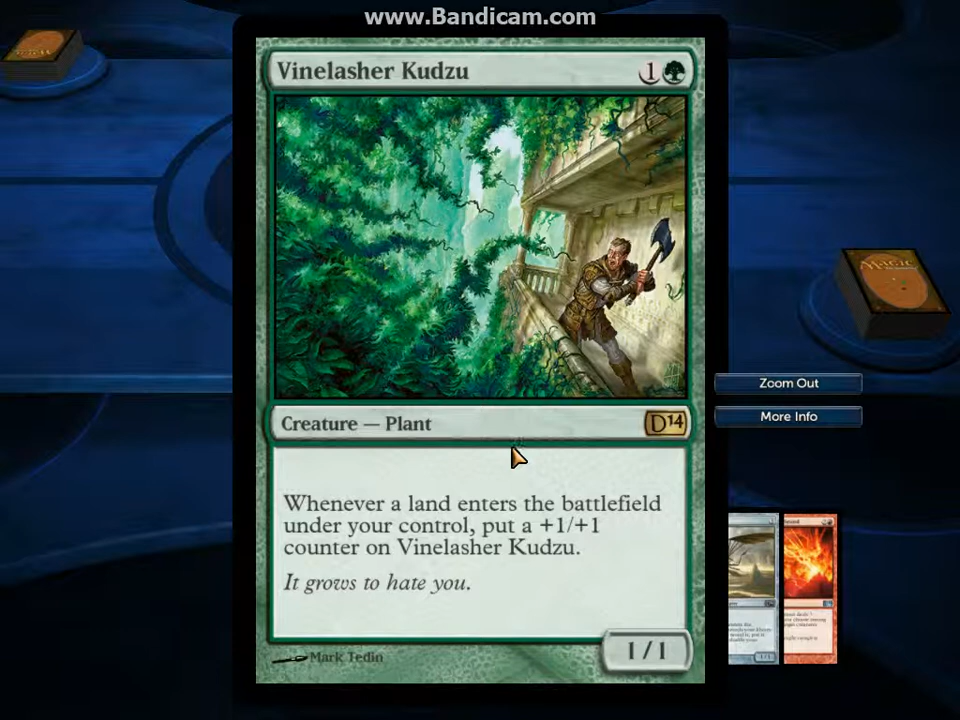 www.Bandicam.com
Vinelasher Kudzu 1
Magic
Zoom Out
More Info
Creature — Plant D14
Whenever a land enters the battlefield
under your control, put a +1/+1
counter on Vinelasher Kudzu.
It grows to hate you.
Mark Tedin
1/1